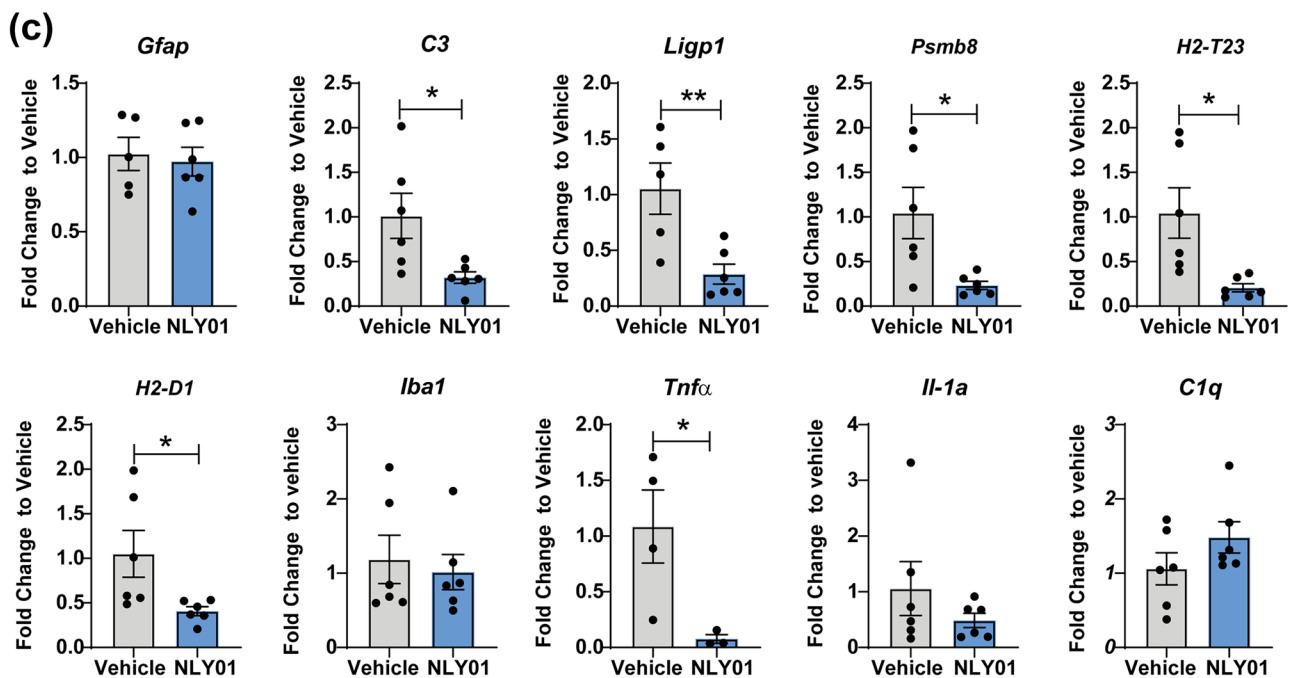 (c)
Gfap
Fold Change to Vehicle
1.5
1.0
0.5
0.0
Vehicle NLY01
C3
Fold Change to Vehicle
2.5
2.0
1.5
1.0
0.5
0.0
*
Vehicle NLY01
Ligp1
Fold Change to Vehicle
2.0
1.5
1.0
0.5
0.0
**
Vehicle NLY01
Psmb8
Fold Change to Vehicle
2.5
2.0
1.5
1.0
0.5
0.0
*
Vehicle NLY01
H2-T23
Fold Change to Vehicle
2.5
2.0
1.5
1.0
0.5
0.0
*
Vehicle NLY01
H2-D1
Fold Change to Vehicle
2.5
2.0
1.5
1.0
0.5
0.0
*
Vehicle NLY01
Iba1
Fold Change to vehicle
3
2
1
0
Vehicle NLY01
Tnfα
Fold Change to Vehicle
2.0
1.5
1.0
0.5
0.0
*
Vehicle NLY01
Il-1a
Fold Change to vehicle
4
3
2
1
0
Vehicle NLY01
C1q
Fold Change to vehicle
3
2
1
0
Vehicle NLY01